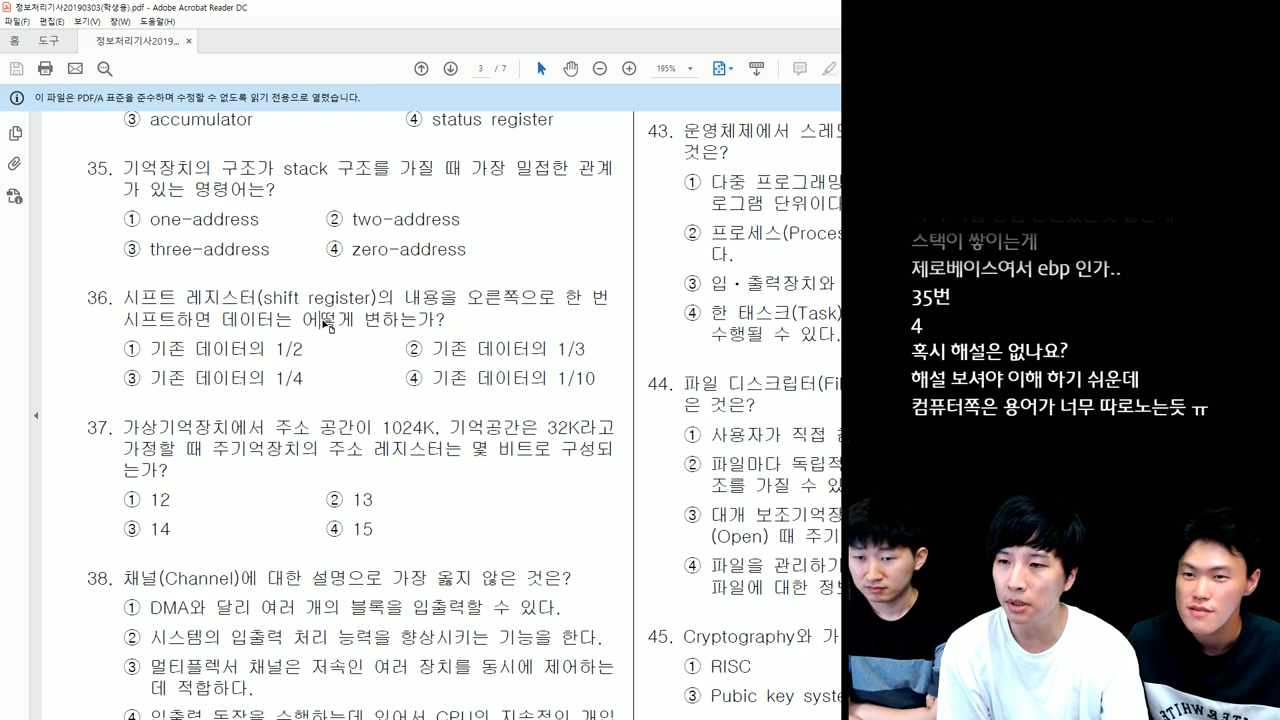 정보처리기사20190303(학생용).pdf - Adobe Acrobat Reader DC
파일(F) 편집(E) 보기(V) 창(W) 도움말(H)
홈 도구 정보처리기사2019... ×
3 / 7 195%
이 파일은 PDF/A 표준을 준수하며 수정할 수 없도록 읽기 전용으로 열렸습니다.
③ accumulator ④ status register
35. 기억장치의 구조가 stack 구조를 가질 때 가장 밀접한 관계
가 있는 명령어는?
① one-address ② two-address
③ three-address ④ zero-address
36. 시프트 레지스터(shift register)의 내용을 오른쪽으로 한 번
시프트하면 데이터는 어떻게 변하는가?
① 기존 데이터의 1/2 ② 기존 데이터의 1/3
③ 기존 데이터의 1/4 ④ 기존 데이터의 1/10
37. 가상기억장치에서 주소 공간이 1024K, 기억공간은 32K라고
가정할 때 주기억장치의 주소 레지스터는 몇 비트로 구성되
는가?
① 12 ② 13
③ 14 ④ 15
38. 채널(Channel)에 대한 설명으로 가장 옳지 않은 것은?
① DMA와 달리 여러 개의 블록을 입출력할 수 있다.
② 시스템의 입출력 처리 능력을 향상시키는 기능을 한다.
③ 멀티플렉서 채널은 저속인 여러 장치를 동시에 제어하는
데 적합하다.
④ 입출력 동작을 수행하는데 있어서 CPU의 지속적인 개입
43. 운영체제에서 스레
것은?
① 다중 프로그래밍
로그램 단위이다
② 프로세스(Proces
다.
③ 입·출력장치와
④ 한 태스크(Task)
수행될 수 있다.
44. 파일 디스크립터(Fil
은 것은?
① 사용자가 직접
② 파일마다 독립적
조를 가질 수 있
③ 대개 보조기억장
(Open) 때 주기
④ 파일을 관리하기
파일에 대한 정보
45. Cryptography와 가
① RISC
③ Pubic key syste
스택이 쌓이는게
제로베이스여서 ebp 인가..
35번
4
혹시 해설은 없나요?
해설 보셔야 이해 하기 쉬운데
컴퓨터쪽은 용어가 너무 따로노는듯 ㅠ